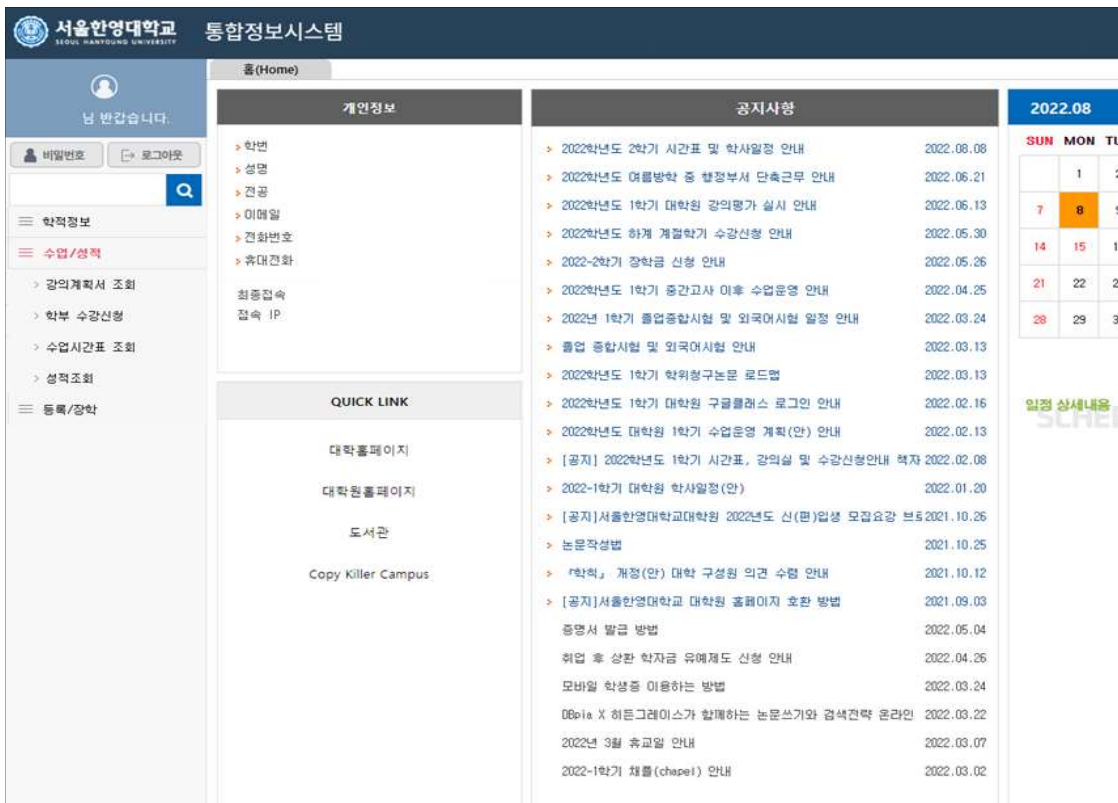 서울한영대학교
SEOUL HANYOUNG UNIVERSITY
통합정보시스템
님 반갑습니다.
비밀번호
로그아웃
학적정보
수업/성적
강의계획서 조회
학부 수강신청
수업시간표 조회
성적조회
등록/장학
홈(Home)
개인정보
학번
성명
전공
이메일
전화번호
휴대전화
최종접속
접속 IP
QUICK LINK
대학홈페이지
대학원홈페이지
도서관
Copy Killer Campus
공지사항
2022학년도 2학기 시간표 및 학사일정 안내 2022.08.08
2022학년도 여름방학 중 행정부서 단축근무 안내 2022.06.21
2022학년도 1학기 대학원 강의평가 실시 안내 2022.06.13
2022학년도 하계 계절학기 수강신청 안내 2022.05.30
2022-2학기 장학금 신청 안내 2022.05.26
2022학년도 1학기 중간고사 이후 수업운영 안내 2022.04.25
2022년 1학기 졸업종합시험 및 외국어시험 일정 안내 2022.03.24
졸업 종합시험 및 외국어시험 안내 2022.03.13
2022학년도 1학기 학위청구논문 로드맵 2022.03.13
2022학년도 1학기 대학원 구글클래스 로그인 안내 2022.02.16
2022학년도 대학원 1학기 수업운영 계획(안) 안내 2022.02.13
[공지] 2022학년도 1학기 시간표, 강의실 및 수강신청안내 책자 2022.02.08
2022-1학기 대학원 학사일정(안) 2022.01.20
[공지]서울한영대학교대학원 2022년도 신(편)입생 모집요강 브로 2021.10.26
논문작성법 2021.10.25
『학칙』 개정(안) 대학 구성원 의견 수렴 안내 2021.10.12
[공지]서울한영대학교 대학원 홈페이지 호환 방법 2021.09.03
증명서 발급 방법 2022.05.04
취업 후 상환 학자금 유예제도 신청 안내 2022.04.26
모바일 학생증 이용하는 방법 2022.03.24
DBpia X 히든그레이스가 함께하는 논문쓰기와 검색전략 온라인 2022.03.22
2022년 3월 휴교일 안내 2022.03.07
2022-1학기 채플(chapel) 안내 2022.03.02
2022.08
SUN MON TU
1 2
7 8 9
14 15 1
21 22 2
28 29 3
일정 상세내용
SCHE